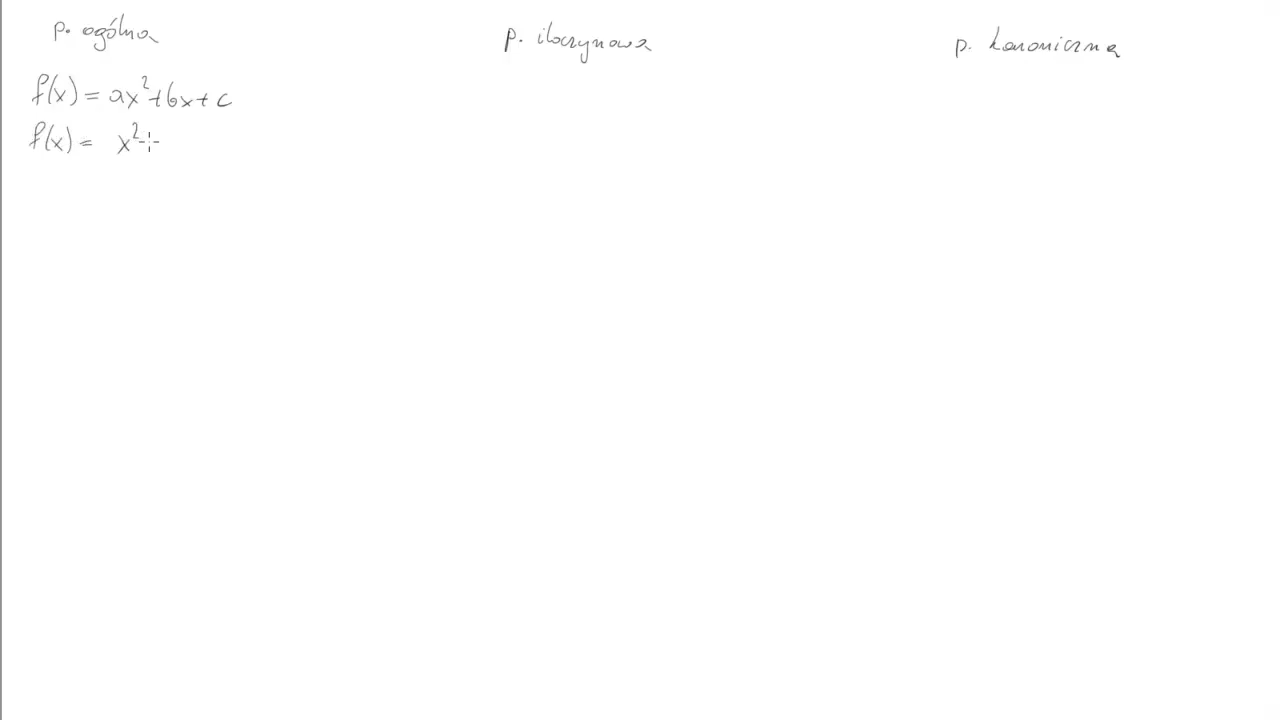 p. ogólna
p. iloczynowa
p. kanoniczna
f(x) = ax²+bx+c
f(x) = x²+